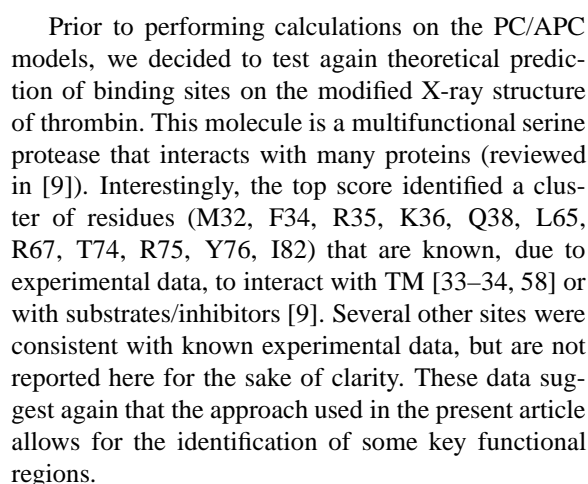 Prior to performing calculations on the PC/APC
models, we decided to test again theoretical predic-
tion of binding sites on the modified X-ray structure
of thrombin. This molecule is a multifunctional serine
protease that interacts with many proteins (reviewed
in [9]). Interestingly, the top score identified a clus-
ter of residues (M32, F34, R35, K36, Q38, L65,
R67, T74, R75, Y76, I82) that are known, due to
experimental data, to interact with TM [33–34, 58] or
with substrates/inhibitors [9]. Several other sites were
consistent with known experimental data, but are not
reported here for the sake of clarity. These data sug-
gest again that the approach used in the present article
allows for the identification of some key functional
regions.